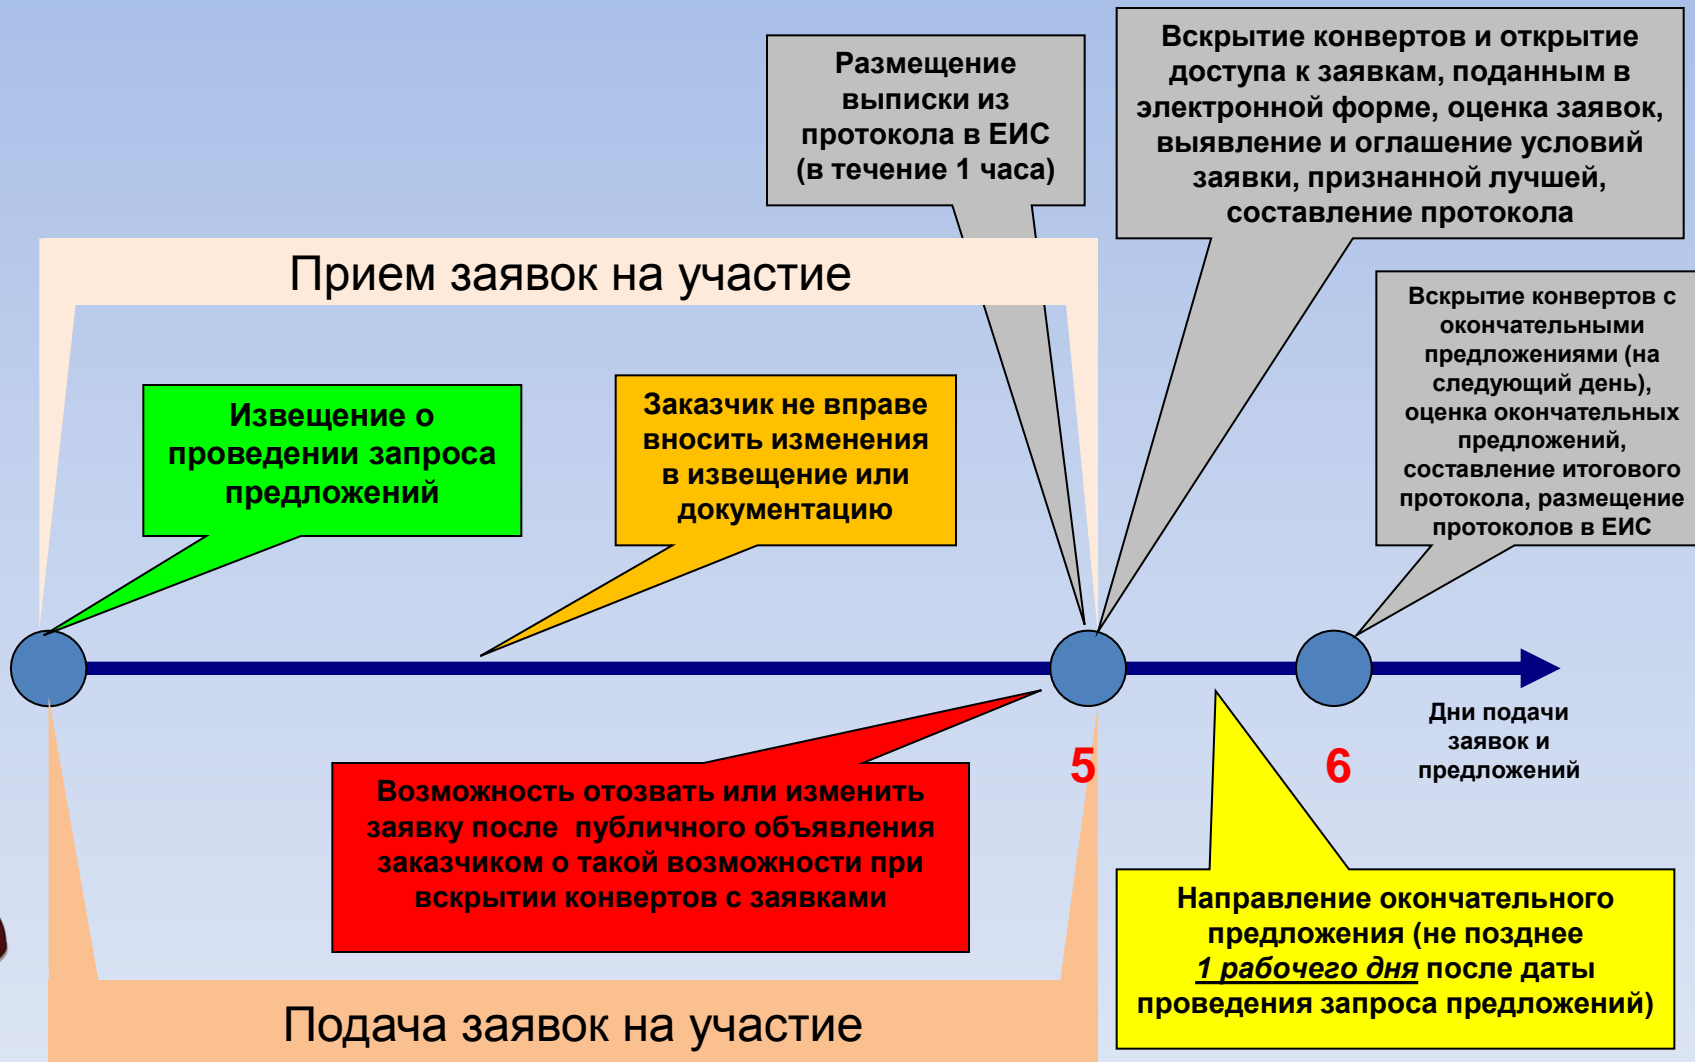 Размещение
выписки из
протокола в ЕИС
(в течение 1 часа)
Вскрытие конвертов и открытие
доступа к заявкам, поданным в
электронной форме, оценка заявок,
выявление и оглашение условий
заявки, признанной лучшей,
составление протокола
Прием заявок на участие
Вскрытие конвертов с
окончательными
предложениями (на
следующий день),
оценка окончательных
предложений,
составление итогового
протокола, размещение
протоколов в ЕИС
Извещение о
проведении запроса
предложений
Заказчик не вправе
вносить изменения
в извещение или
документацию
Дни подачи
заявок и
предложений
5
6
Возможность отозвать или изменить
заявку после публичного объявления
заказчиком о такой возможности при
вскрытии конвертов с заявками
Направление окончательного
предложения (не позднее
1 рабочего дня после даты
проведения запроса предложений)
Подача заявок на участие